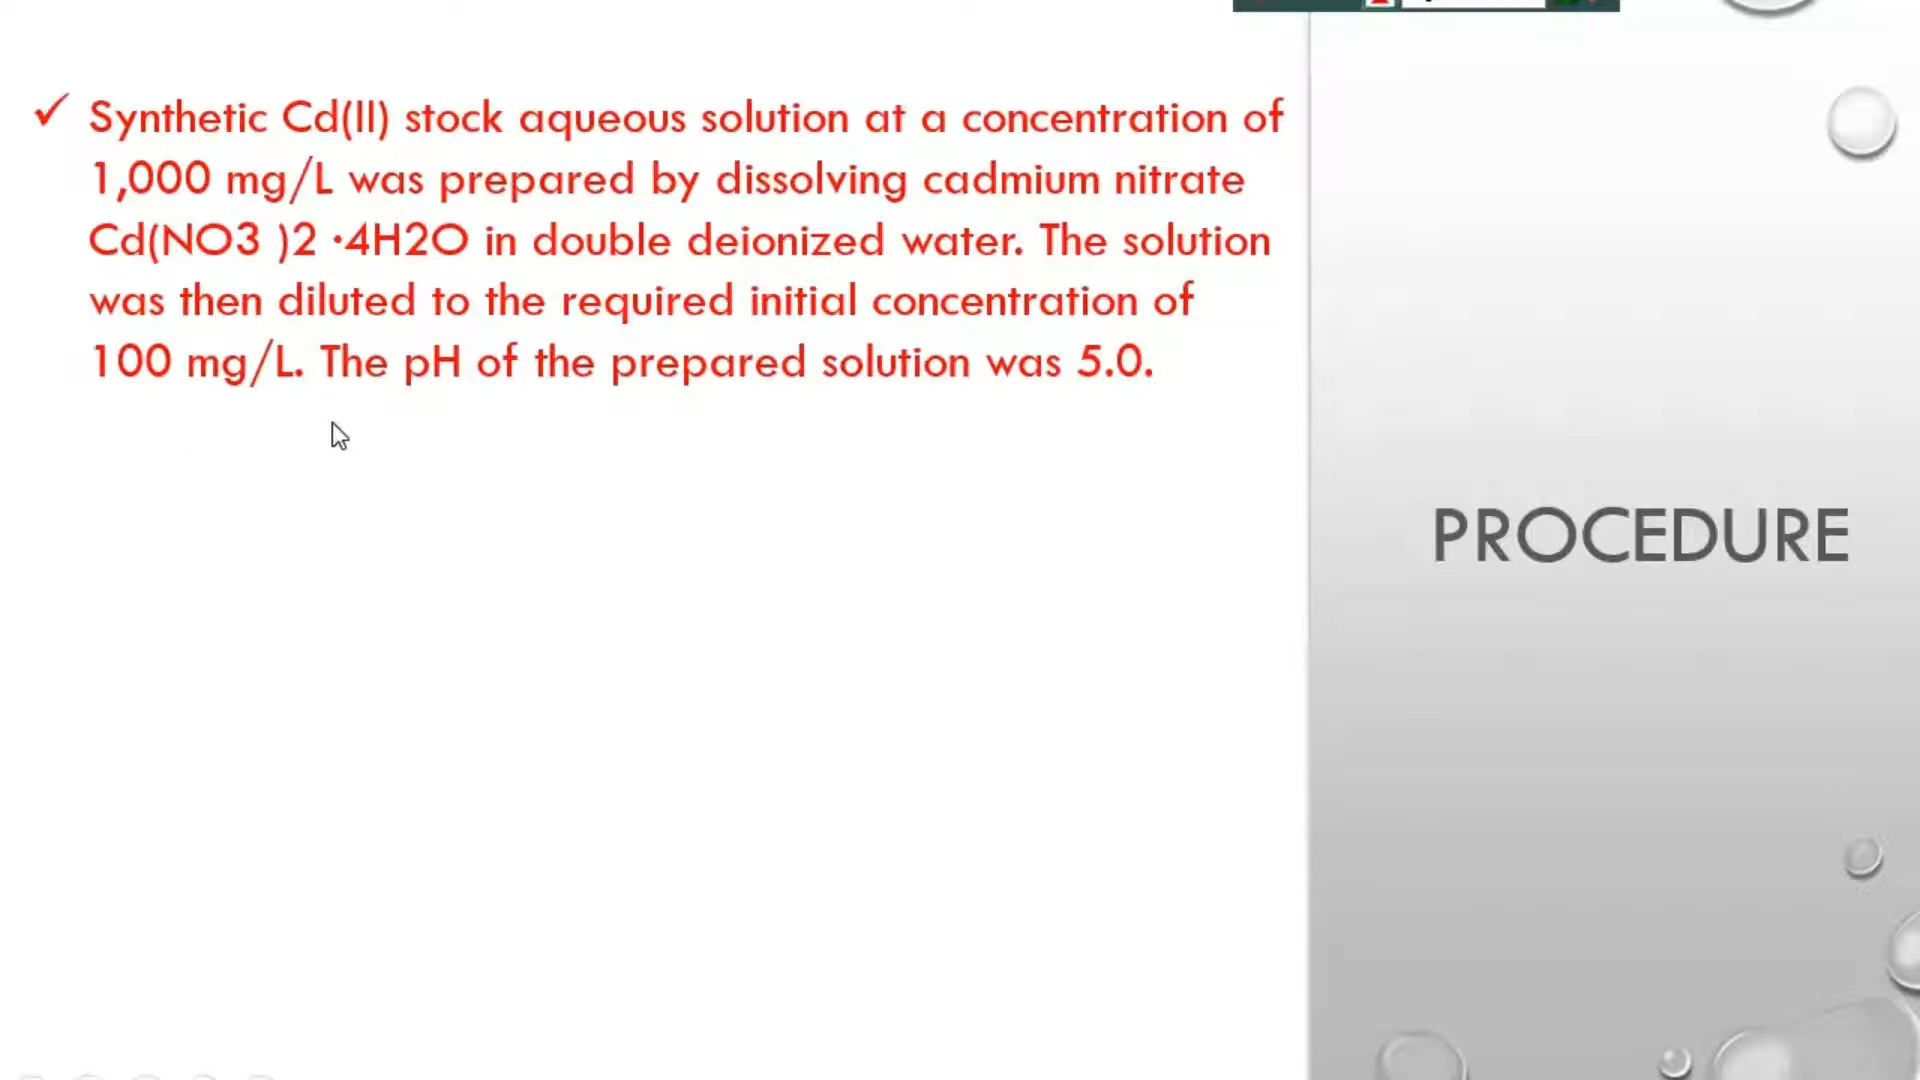 ✓ Synthetic Cd(II) stock aqueous solution at a concentration of
1,000 mg/L was prepared by dissolving cadmium nitrate
Cd(NO3 )2 ·4H2O in double deionized water. The solution
was then diluted to the required initial concentration of
100 mg/L. The pH of the prepared solution was 5.0.
PROCEDURE